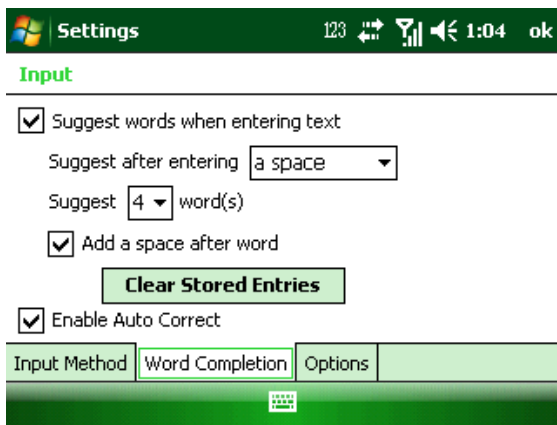 Settings 123 1:04 ok
Input
Suggest words when entering text
Suggest after entering a space
Suggest 4 word(s)
Add a space after word
Clear Stored Entries
Enable Auto Correct
Input Method Word Completion Options